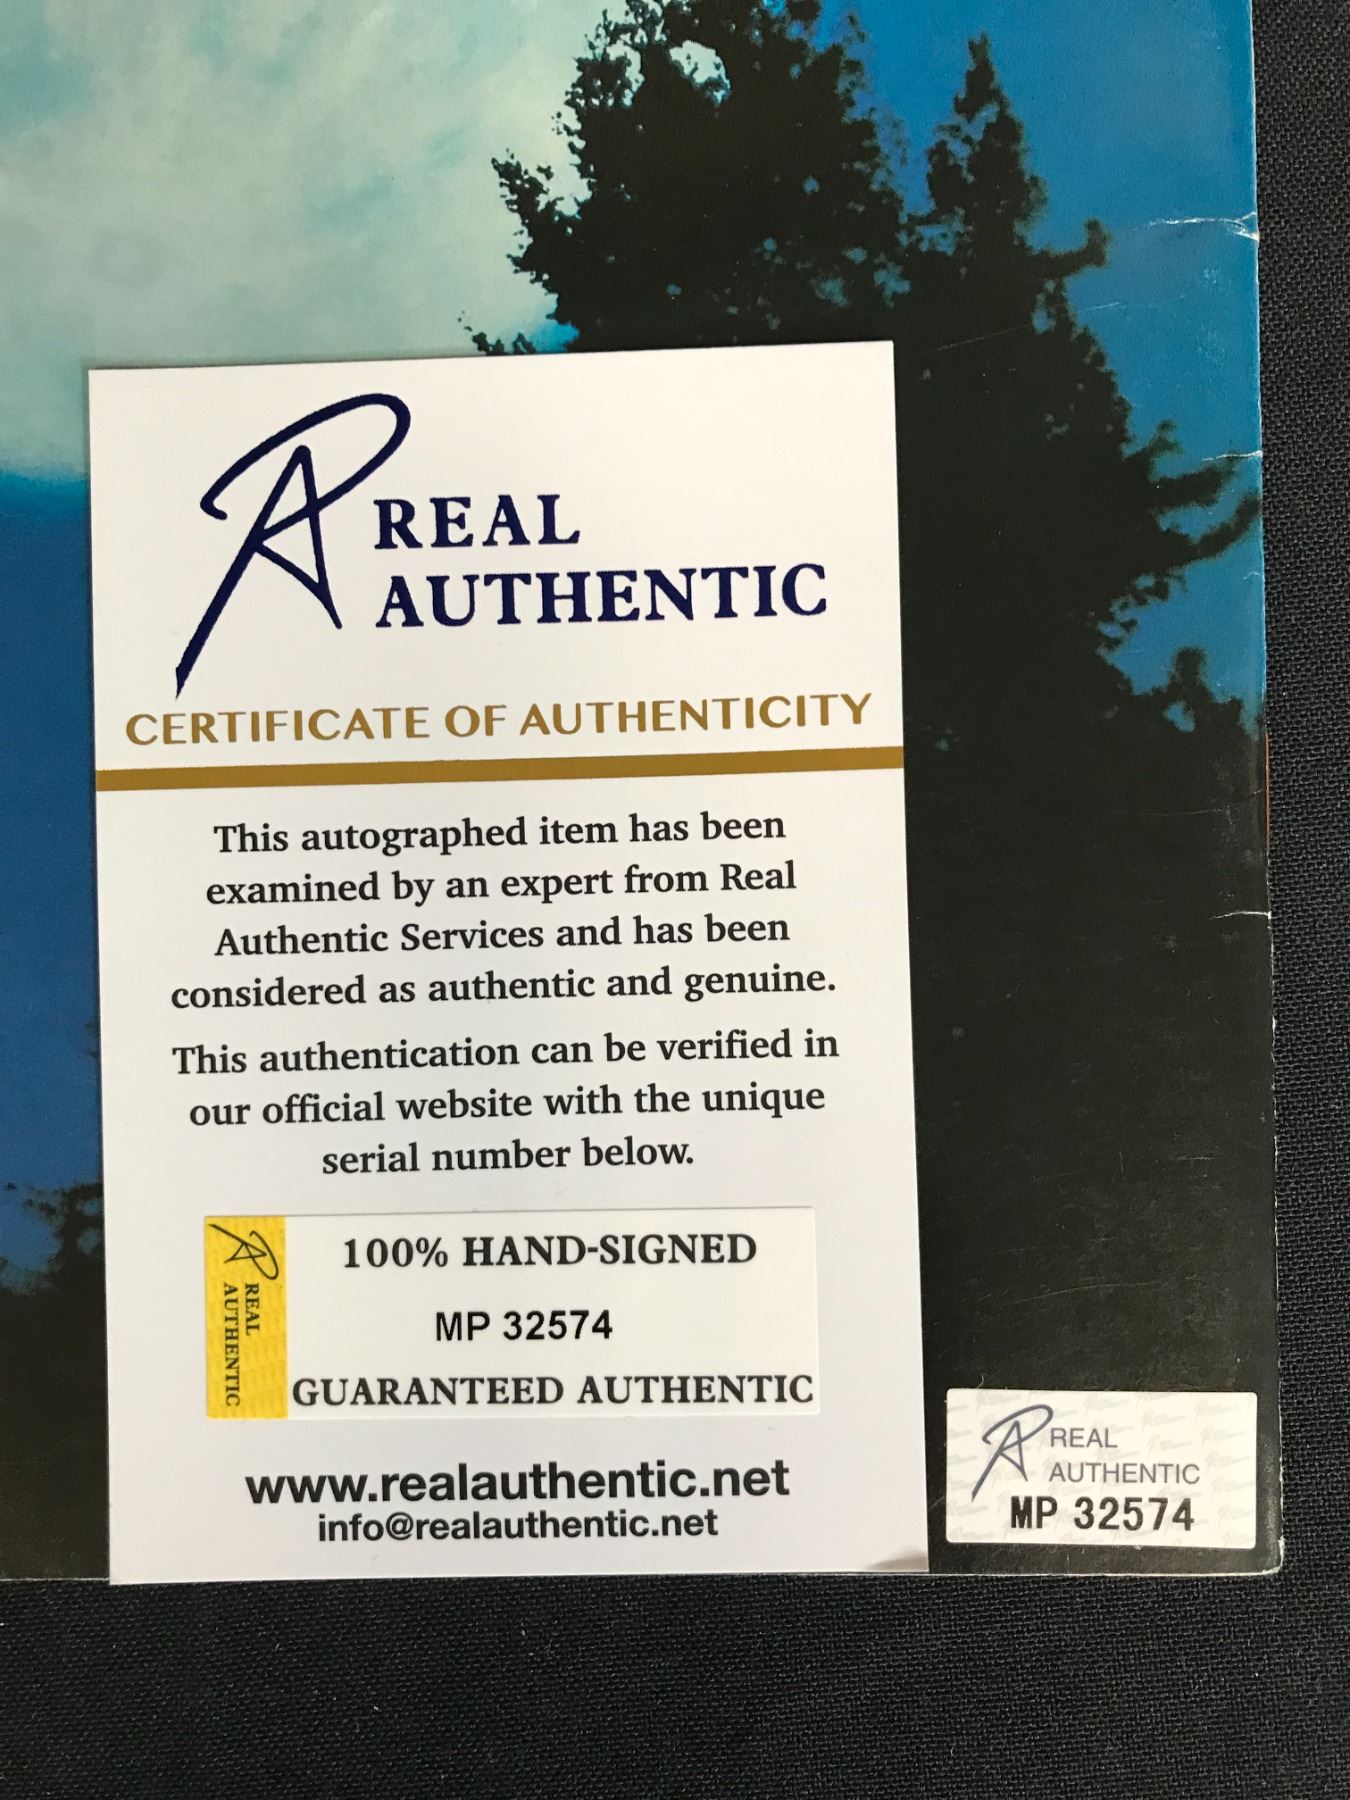 REAL
AUTHENTIC
CERTIFICATE OF AUTHENTICITY
This autographed item has been
examined by an expert from Real
Authentic Services and has been
considered as authentic and genuine.
This authentication can be verified in
our official website with the unique
serial number below.
REAL
AUTHENTIC
100% HAND-SIGNED
MP 32574
GUARANTEED AUTHENTIC
www.realauthentic.net
info@realauthentic.net
REAL
AUTHENTIC
MP 32574